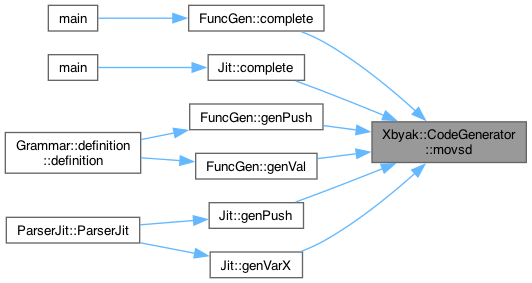 main
FuncGen::complete
main
Jit::complete
FuncGen::genPush
Grammar::definition
::definition
FuncGen::genVal
Jit::genPush
ParserJit::ParserJit
Jit::genVarX
Xbyak::CodeGenerator
::movsd